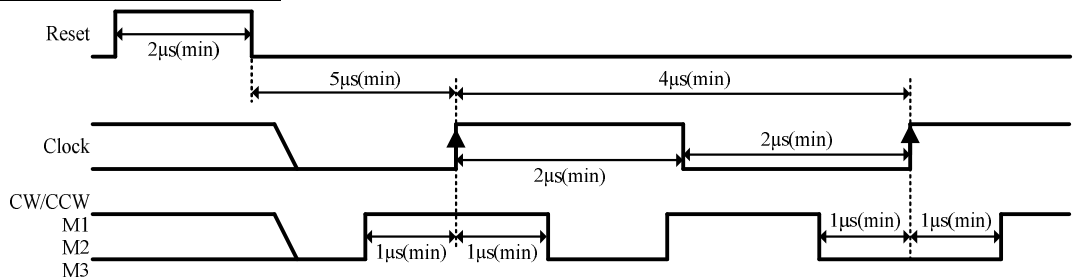 Reset
2μs(min)
5μs(min)
4μs(min)
Clock
2μs(min)
2μs(min)
CW/CCW
M1
M2
M3
1μs(min)
1μs(min)
1μs(min)
1μs(min)